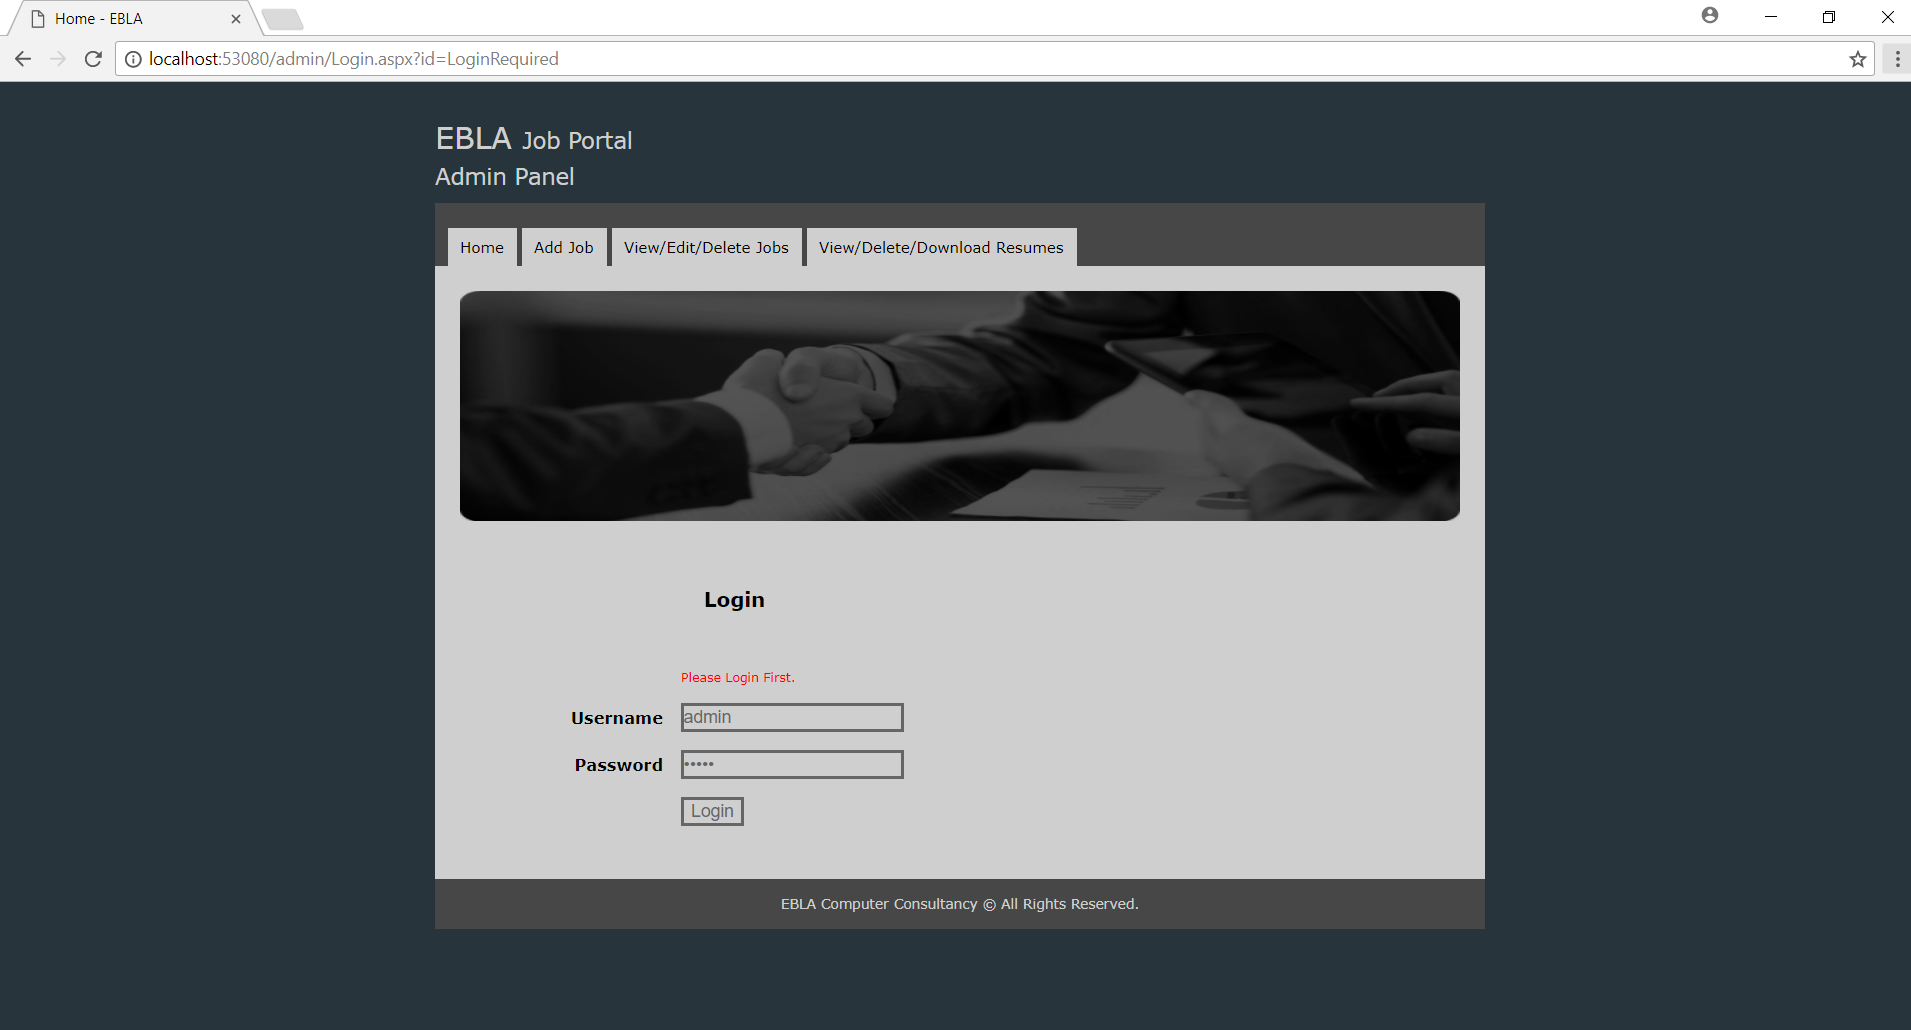 Home - EBLA
localhost:53080/admin/Login.aspx?id=LoginRequired
EBLA Job Portal
Admin Panel
Home Add Job View/Edit/Delete Jobs View/Delete/Download Resumes
Login
Please Login First.
Username admin
Password •••••
Login
EBLA Computer Consultancy © All Rights Reserved.